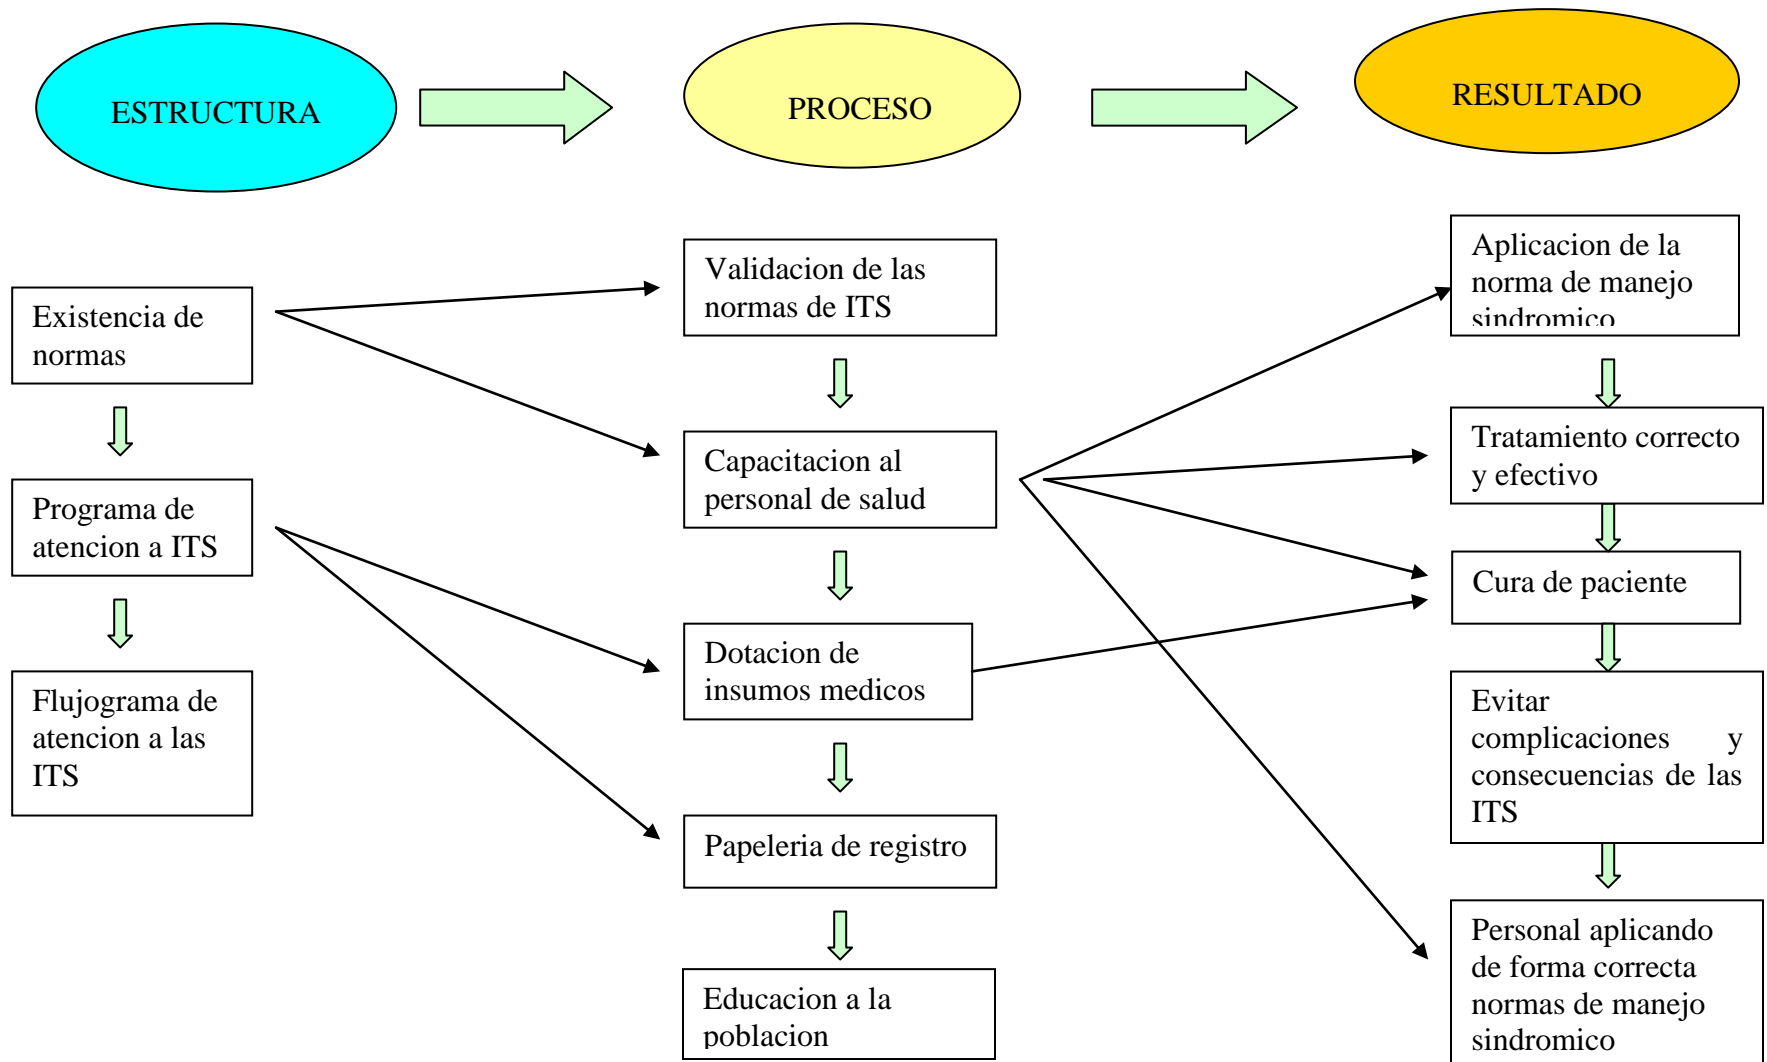 ESTRUCTURA
PROCESO
RESULTADO
Existencia de
normas
Programa de
atencion a ITS
Flujograma de
atencion a las
ITS
Validacion de las
normas de ITS
Capacitacion al
personal de salud
Dotacion de
insumos medicos
Papeleria de registro
Educacion a la
poblacion
Aplicacion de la
norma de manejo
sindromico
Tratamiento correcto
y efectivo
Cura de paciente
Evitar
complicaciones y
consecuencias de las
ITS
Personal aplicando
de forma correcta
normas de manejo
sindromico